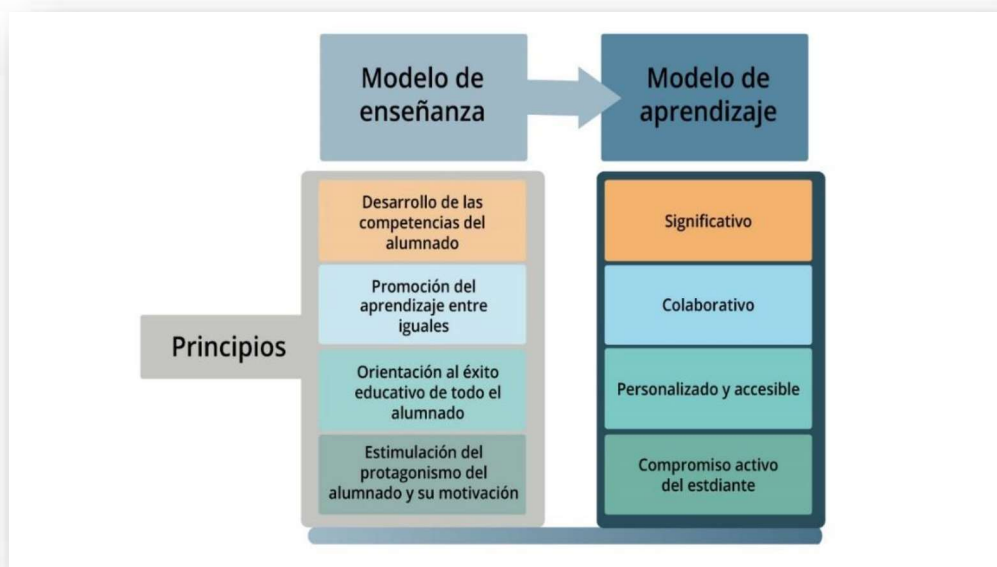 Modelo de
enseñanza
Modelo de
aprendizaje
Principios
Desarrollo de las
competencias del
alumnado
Significativo
Promoción del
aprendizaje entre
iguales
Colaborativo
Orientación al éxito
educativo de todo el
alumnado
Personalizado y accesible
Estimulación del
protagonismo del
alumnado y su motivación
Compromiso activo
del estdiante